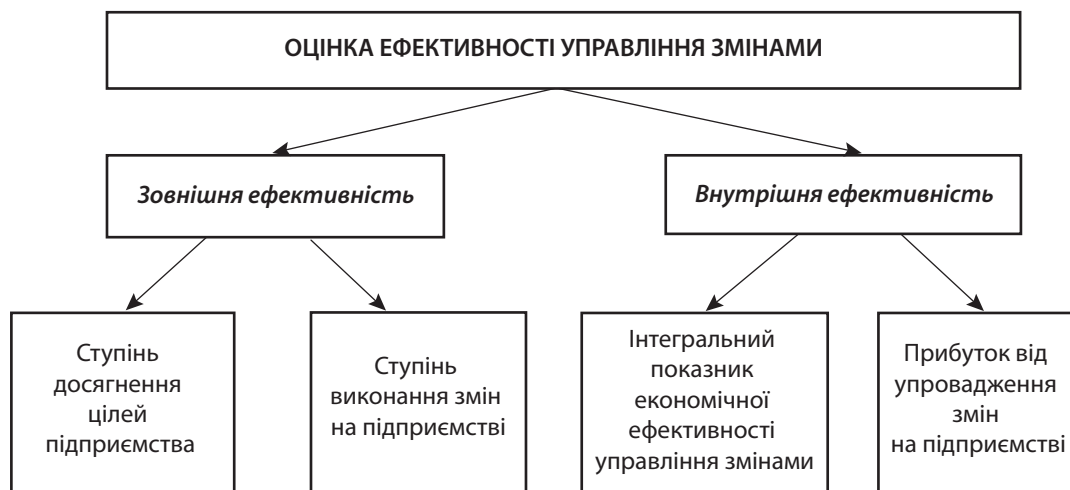 ОЦІНКА ЕФЕКТИВНОСТІ УПРАВЛІННЯ ЗМІНАМИ
Зовнішня ефективність
Внутрішня ефективність
Ступінь
досягнення
цілей
підприємства
Ступінь
виконання змін
на підприємстві
Інтегральний
показник
економічної
ефективності
управління змінами
Прибуток від
упровадження
змін
на підприємстві